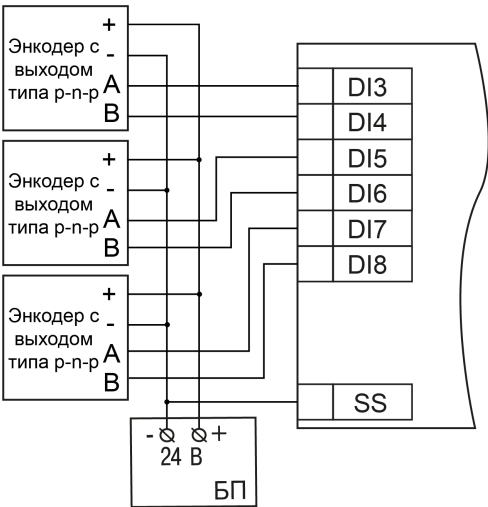 +
Энкодер с
-
выходом
A
типа p-n-p
B
DI3
DI4
+
Энкодер с
-
выходом
A
типа p-n-p
B
DI5
DI6
DI7
DI8
+
Энкодер с
-
выходом
A
типа p-n-p
B
SS
- +
24 В
БП